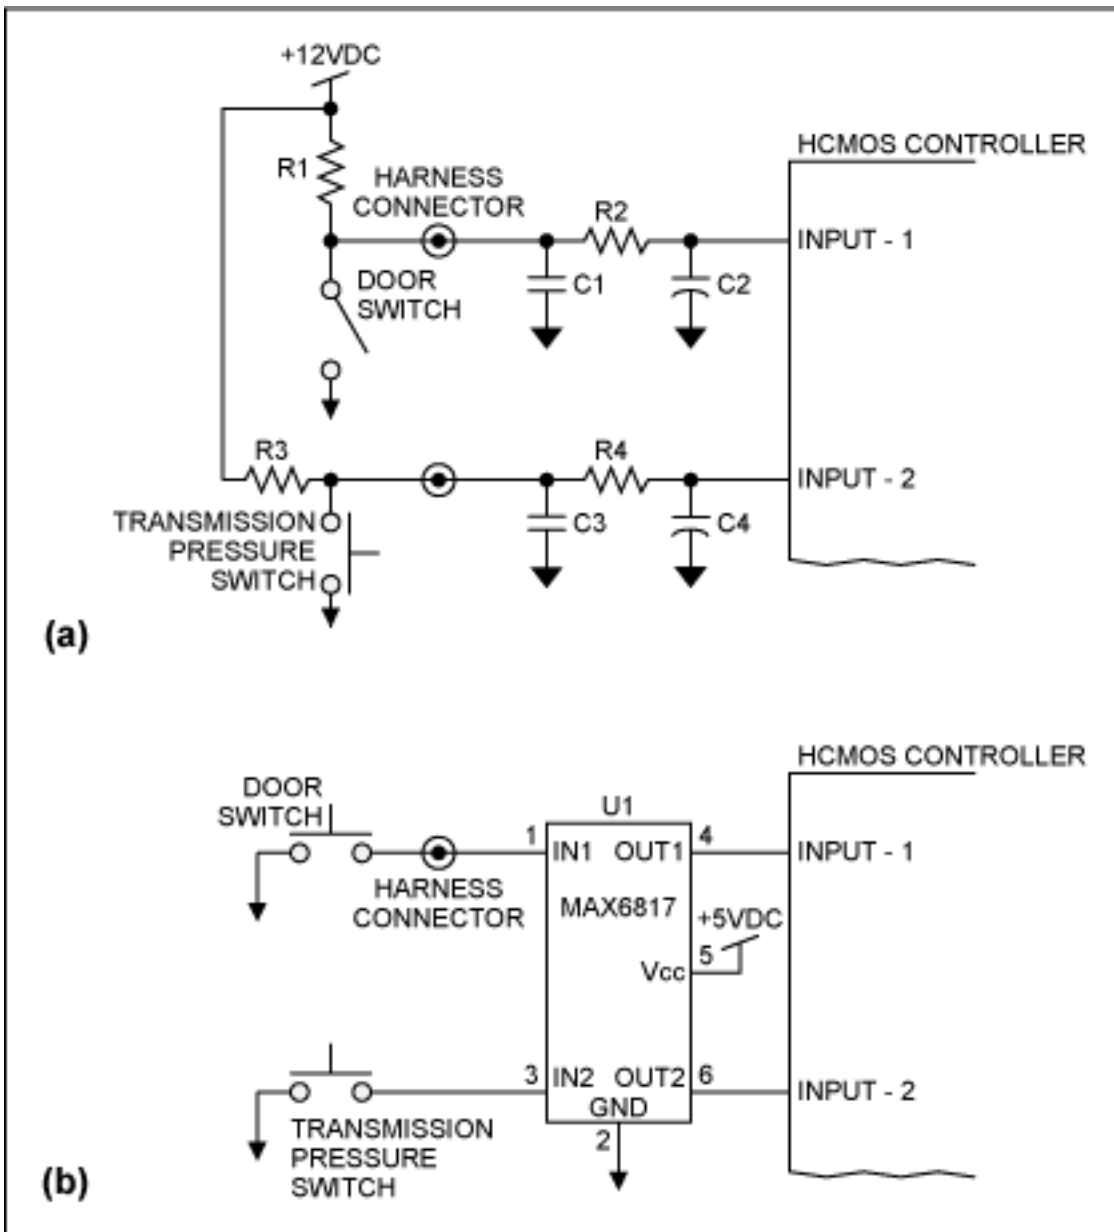 +12VDC
HCMOS CONTROLLER
R1
HARNESS
CONNECTOR
R2
INPUT - 1
DOOR
SWITCH
C1
C2
R3
R4
INPUT - 2
TRANSMISSION
PRESSURE
SWITCH
C3
C4
(a)
HCMOS CONTROLLER
DOOR
SWITCH
U1
1
IN1
OUT1
4
INPUT - 1
HARNESS
CONNECTOR
MAX6817
+5VDC
5
Vcc
3
IN2
OUT2
6
INPUT - 2
GND
2
TRANSMISSION
PRESSURE
SWITCH
(b)